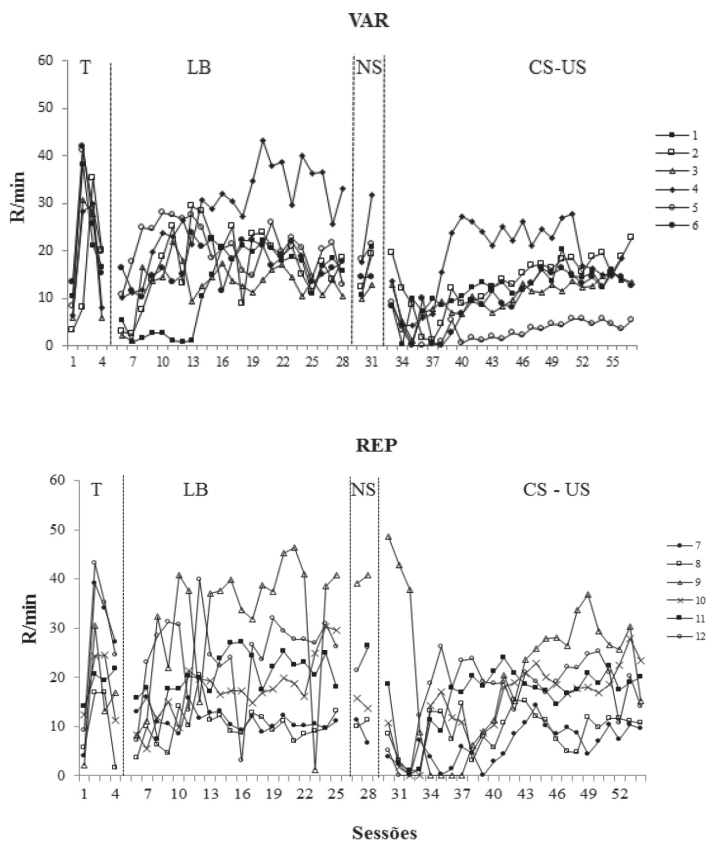 VAR
T LB NS CS-US
60
50
40
30
20
10
0
R/min
1 4 7 10 13 16 19 22 25 28 31 34 37 40 43 46 49 52 55
1
2
3
4
5
6
REP
T LB NS CS - US
60
50
40
30
20
10
0
R/min
1 4 7 10 13 16 19 22 25 28 31 34 37 40 43 46 49 52
7
8
9
10
11
12
Sessões